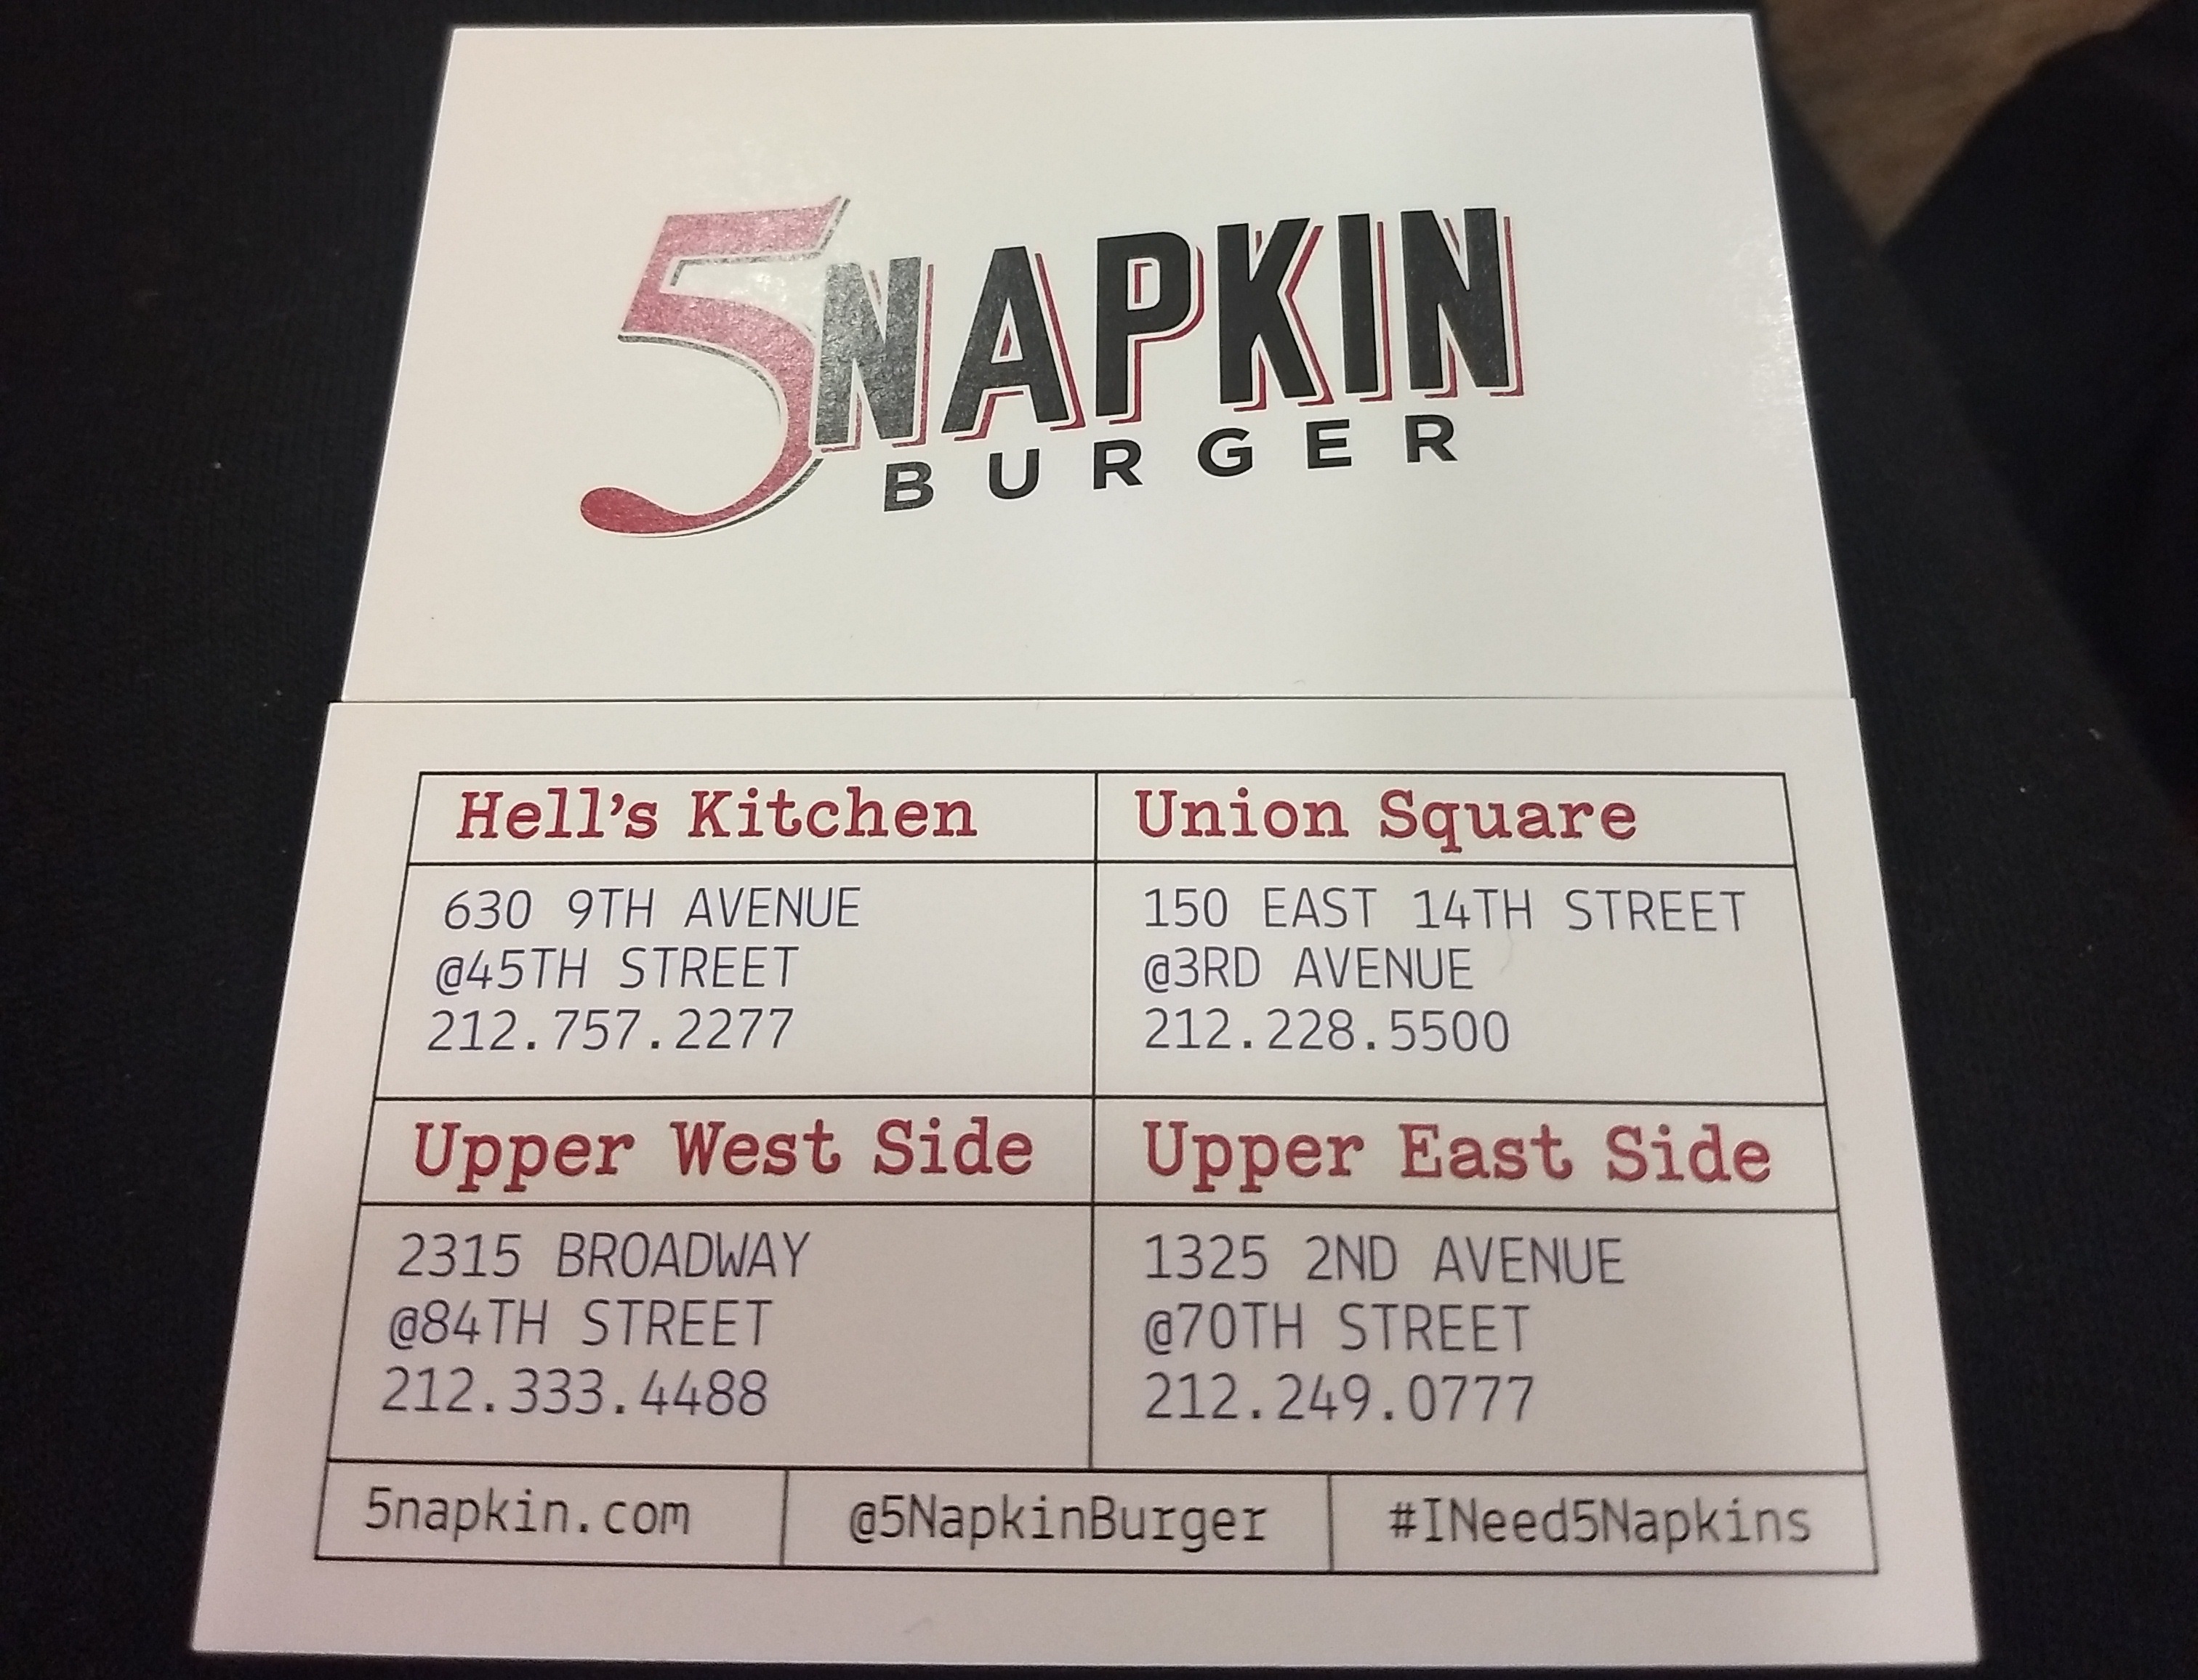 5NAPKIN
BURGER
Hell's Kitchen
630 9TH AVENUE
@45TH STREET
212.757.2277
Union Square
150 EAST 14TH STREET
@3RD AVENUE
212.228.5500
Upper West Side
2315 BROADWAY
@84TH STREET
212.333.4488
Upper East Side
1325 2ND AVENUE
@70TH STREET
212.249.0777
5napkin.com
@5NapkinBurger
#INeed5Napkins